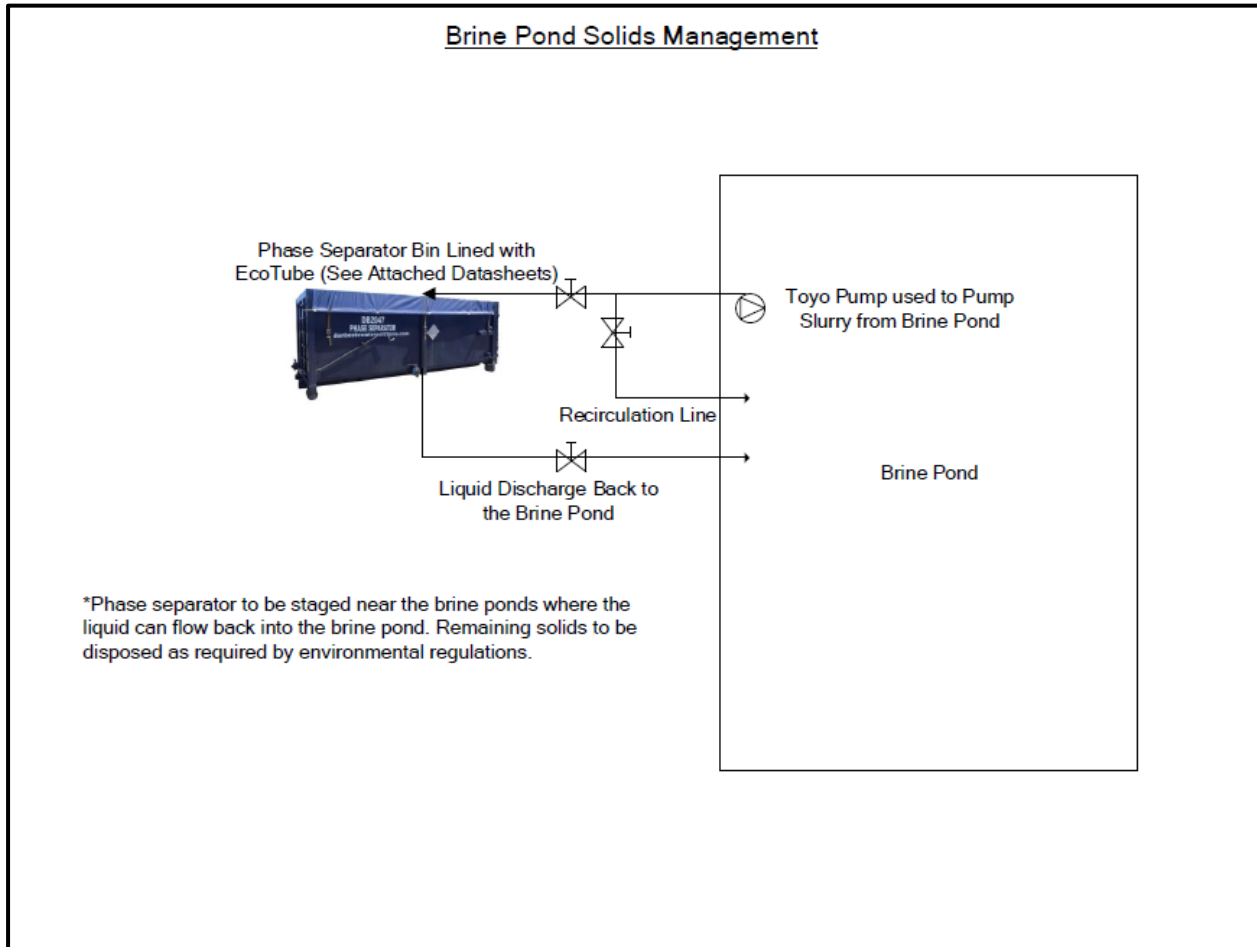 Brine Pond Solids Management
Phase Separator Bin Lined with
EcoTube (See Attached Datasheets)
DB2047
PHASE SEPARATOR
Toyo Pump used to Pump
Slurry from Brine Pond
Recirculation Line
Brine Pond
Liquid Discharge Back to
the Brine Pond
*Phase separator to be staged near the brine ponds where the
liquid can flow back into the brine pond. Remaining solids to be
disposed as required by environmental regulations.